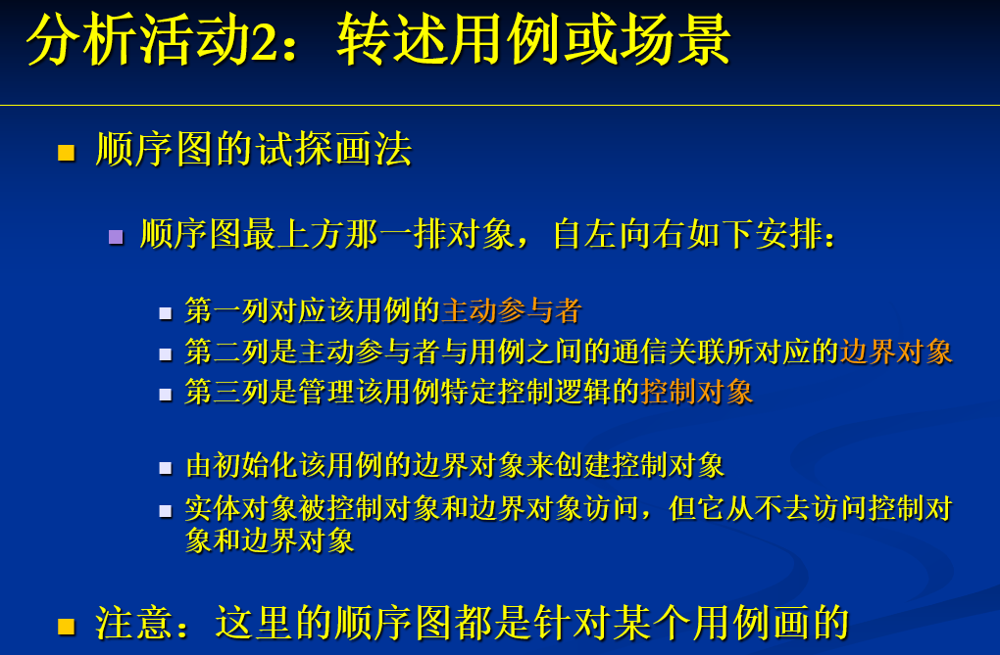 分析活动2：转述用例或场景
顺序图的试探画法
顺序图最上方那一排对象，自左向右如下安排：
第一列对应该用例的主动参与者
第二列是主动参与者与用例之间的通信关联所对应的边界对象
第三列是管理该用例特定控制逻辑的控制对象
由初始化该用例的边界对象来创建控制对象
实体对象被控制对象和边界对象访问，但它从不去访问控制对
象和边界对象
注意：这里的顺序图都是针对某个用例画的